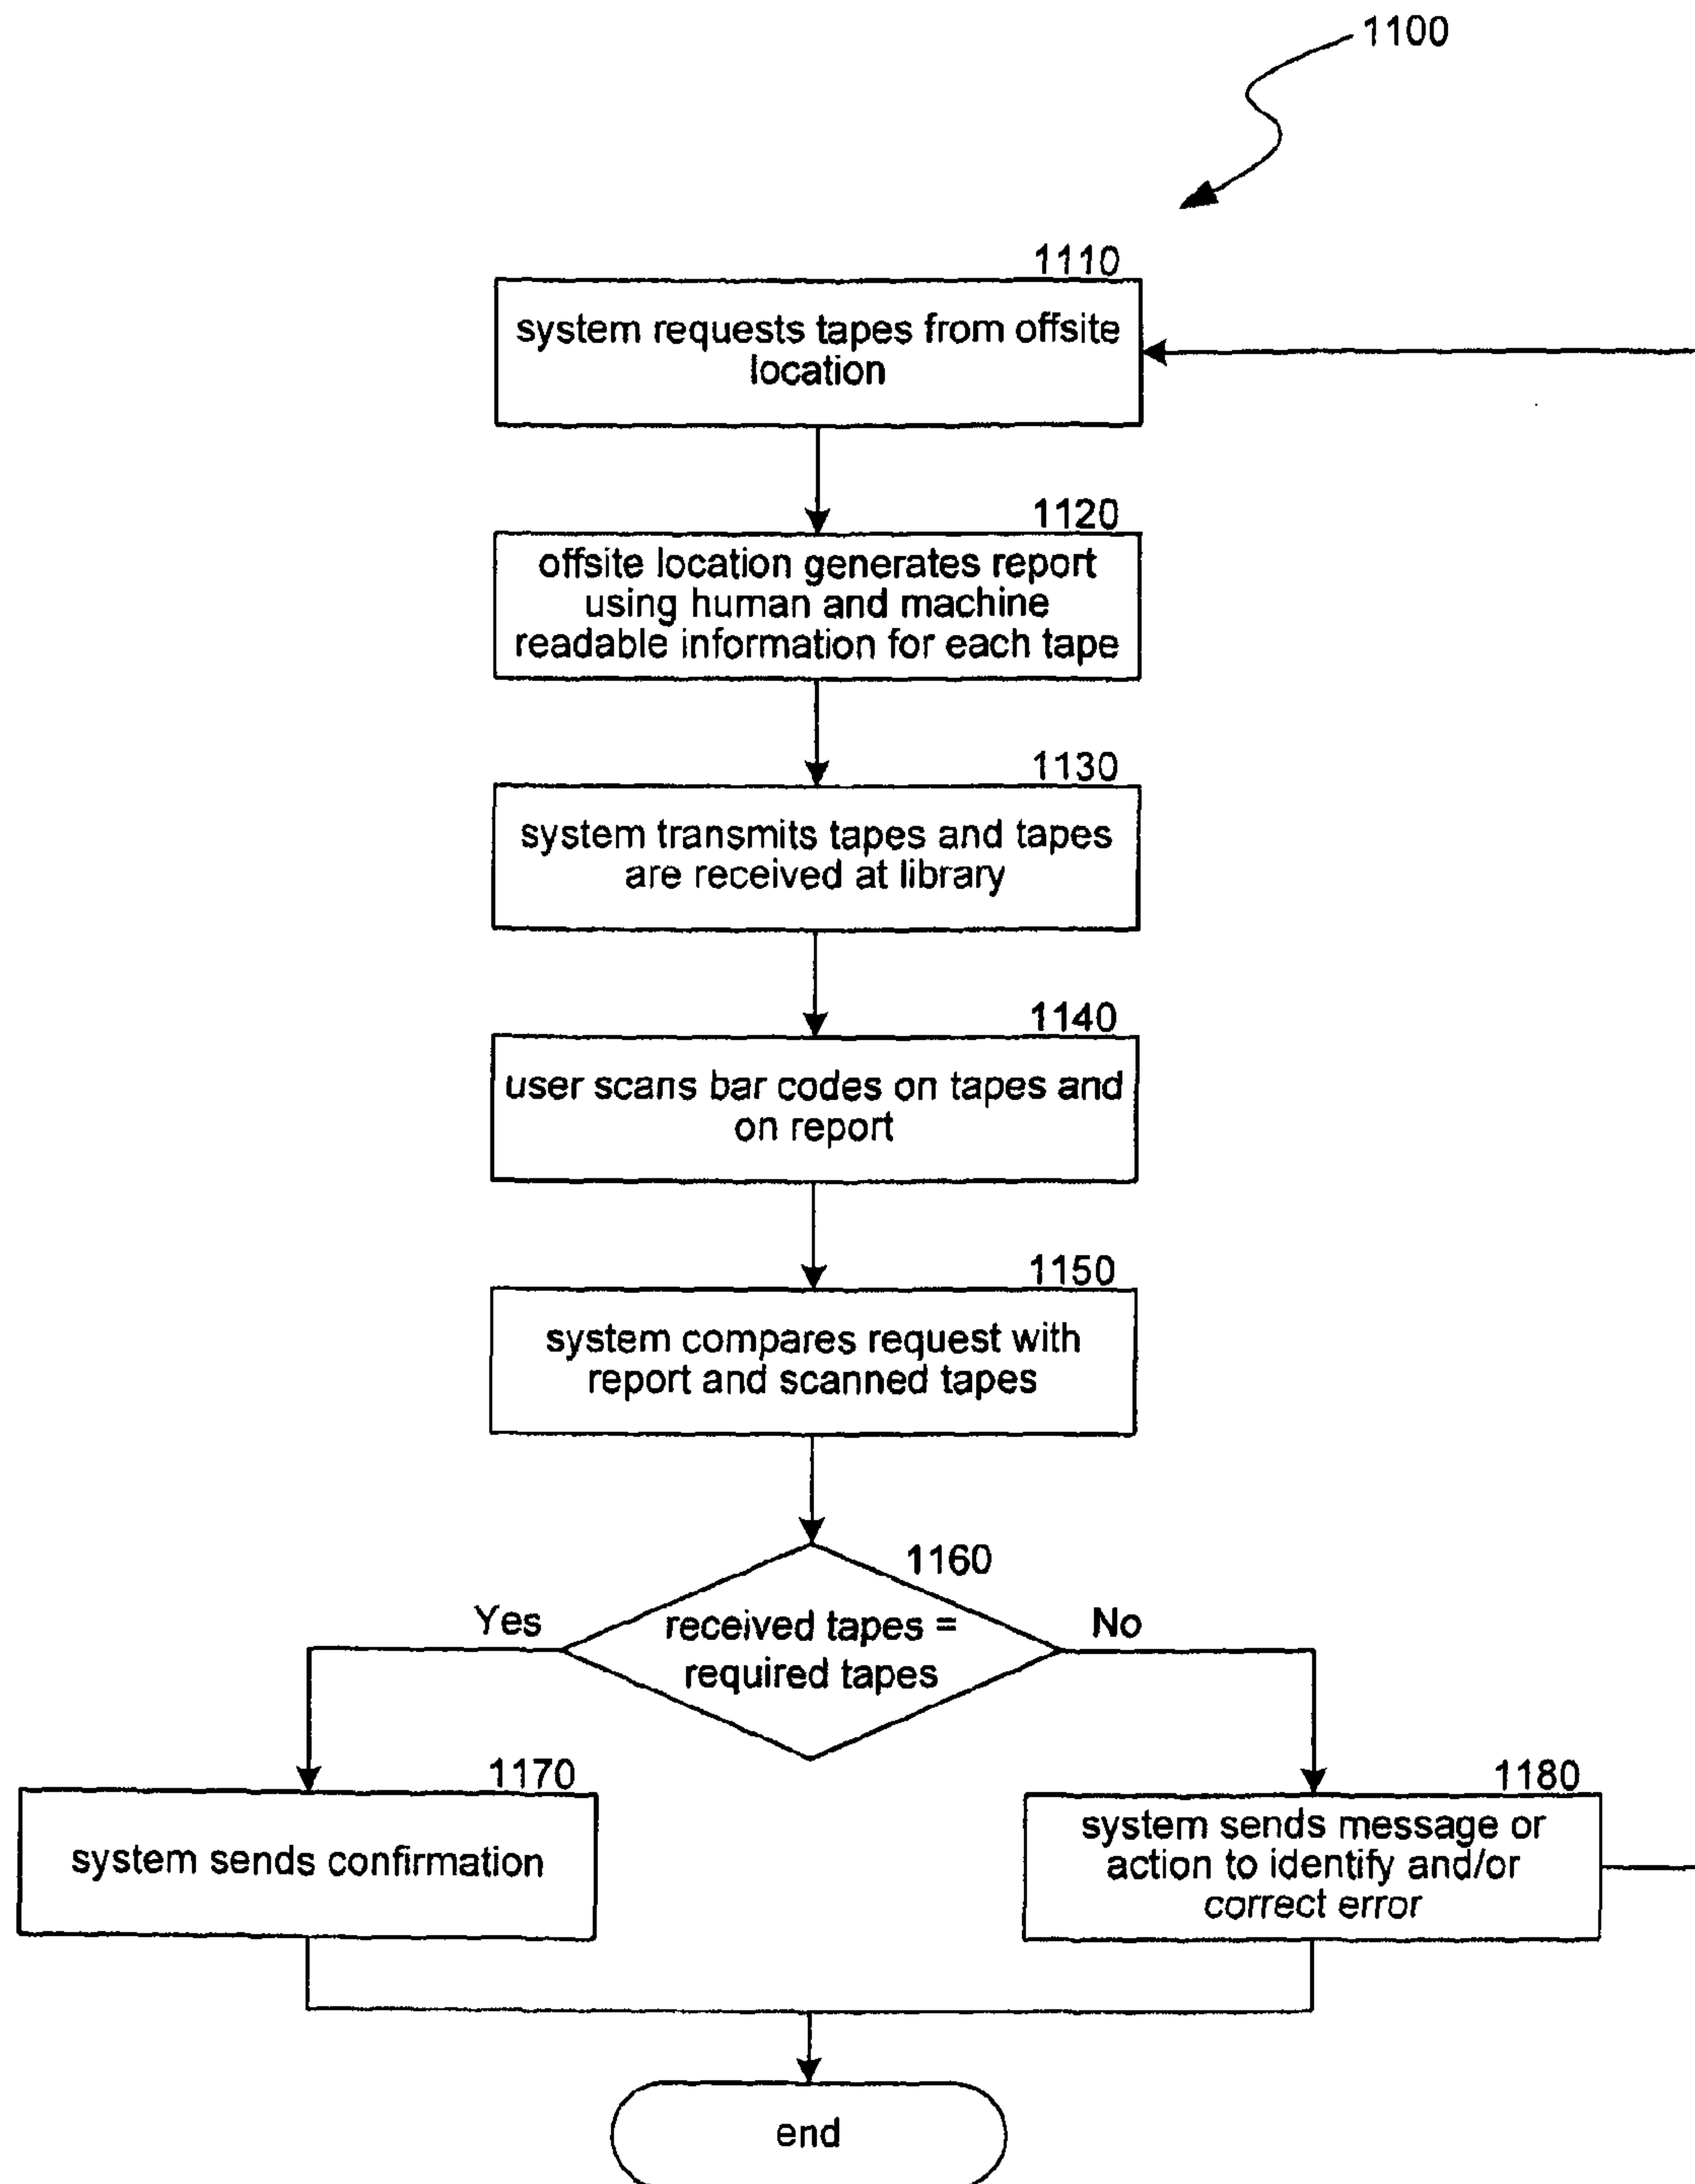 1100
1110
system requests tapes from offsite
location
1120
offsite location generates report
using human and machine
readable information for each tape
1130
system transmits tapes and tapes
are received at library
1140
user scans bar codes on tapes and
on report
1150
system compares request with
report and scanned tapes
1160
received tapes =
required tapes
Yes
No
1170
system sends confirmation
1180
system sends message or
action to identify and/or
correct error
end